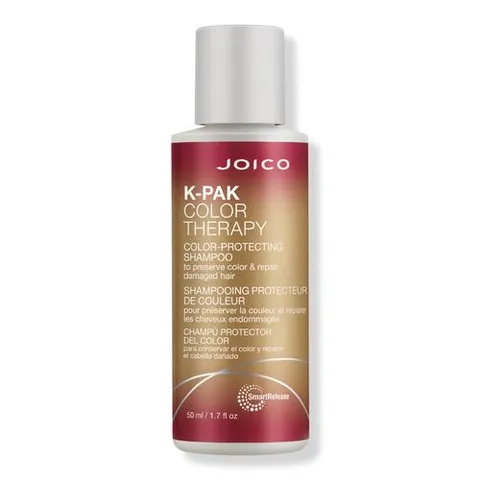 JOICO
K-PAK
COLOR
THERAPY
COLOR-PROTECTING
SHAMPOO
to preserve color & repair
damaged hair
SHAMPOOING PROTECTEUR
DE COULEUR
pour préserver la couleur et réparer
les cheveux endommagés
CHAMPÚ PROTECTOR
DEL COLOR
para conservar el color y reparar
el cabello dañado
SmartRelease
50 ml / 1.7 fl oz